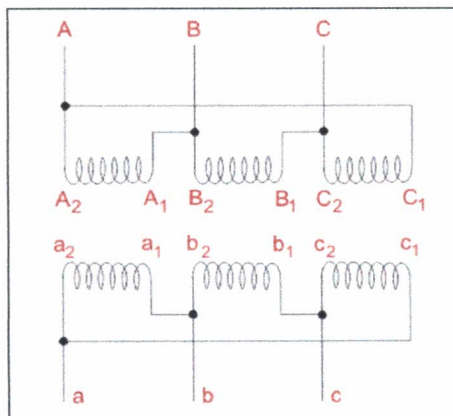 A B C
A₂ A₁ B₂ B₁ C₂ C₁
a₂ a₁ b₂ b₁ c₂ c₁
a b c